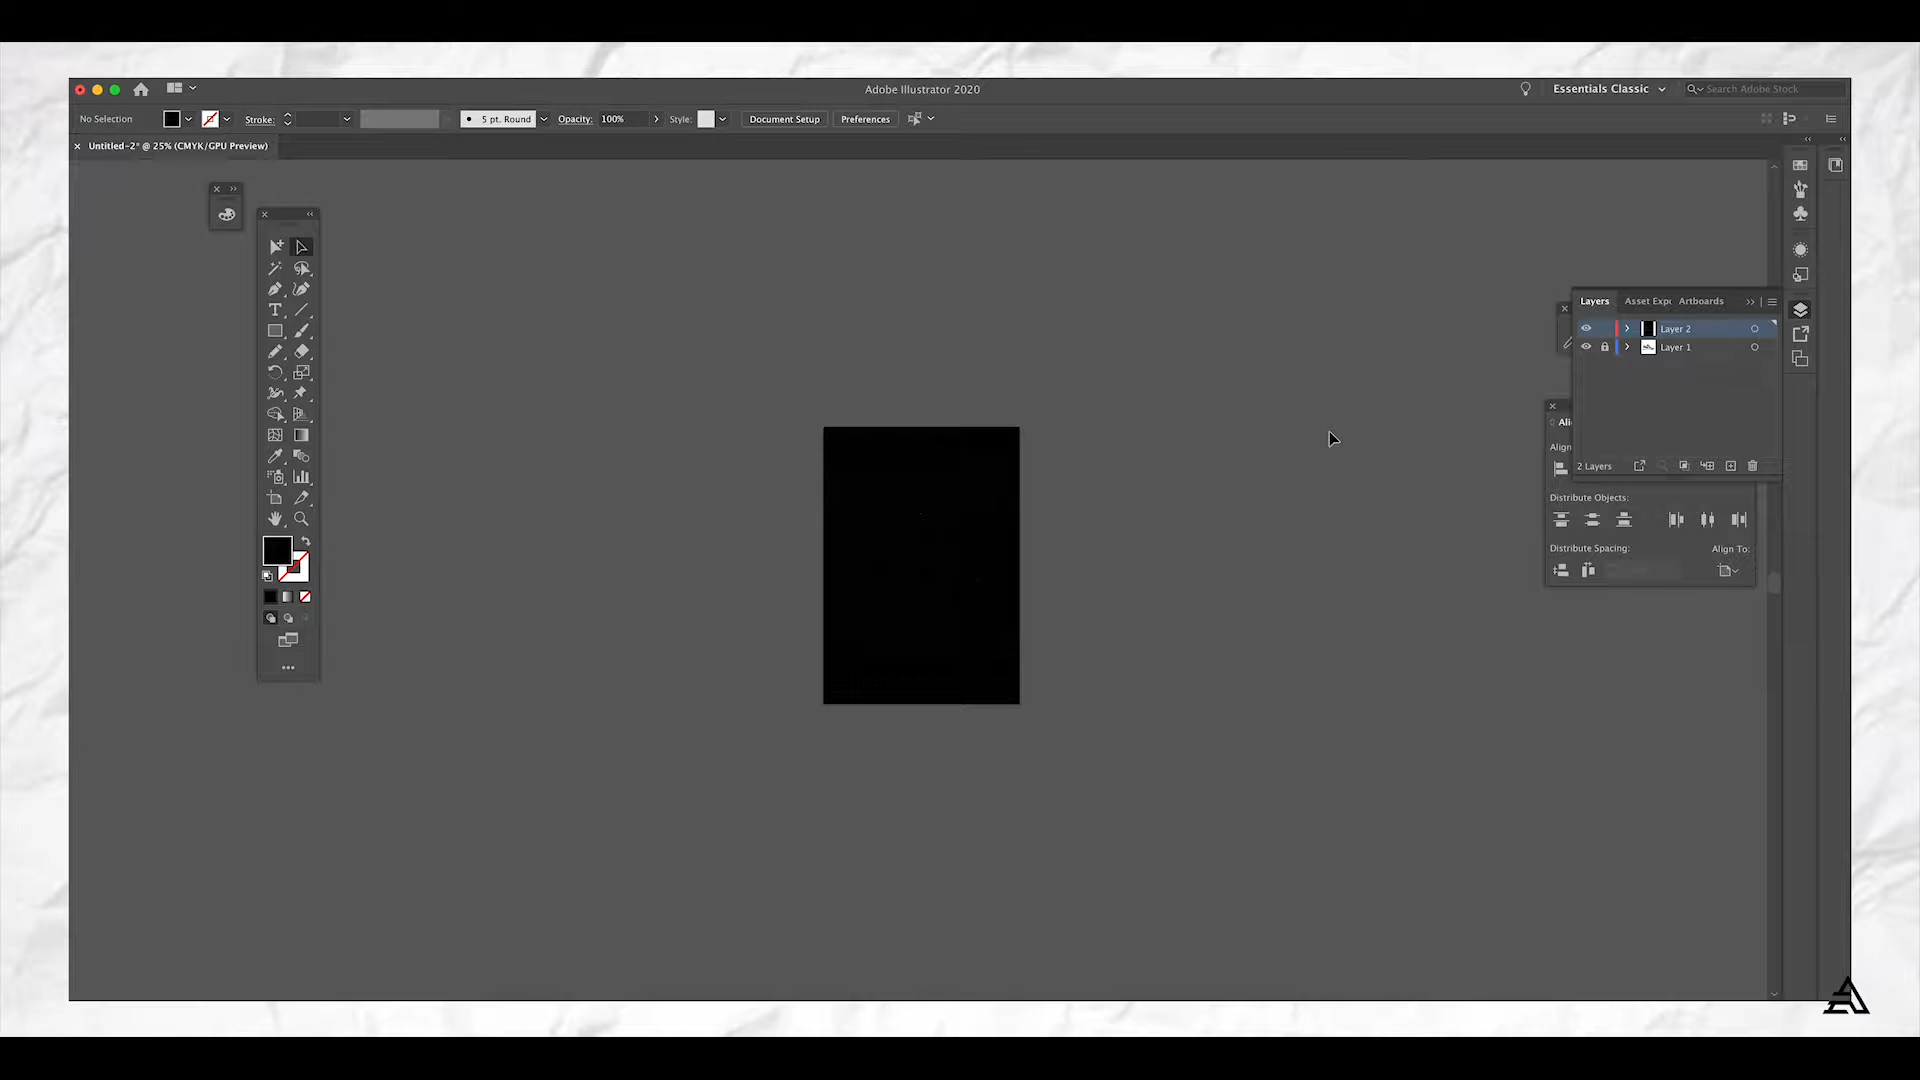 Adobe Illustrator 2020
Essentials Classic
Search Adobe Stock
No Selection
Stroke:
5 pt. Round
Opacity: 100%
Style:
Document Setup
Preferences
Untitled-2* @ 25% (CMYK/GPU Preview)
Layers
Asset Expo
Artboards
Layer 2
Layer 1
Ali
Align
2 Layers
Distribute Objects:
Distribute Spacing:
Align To: